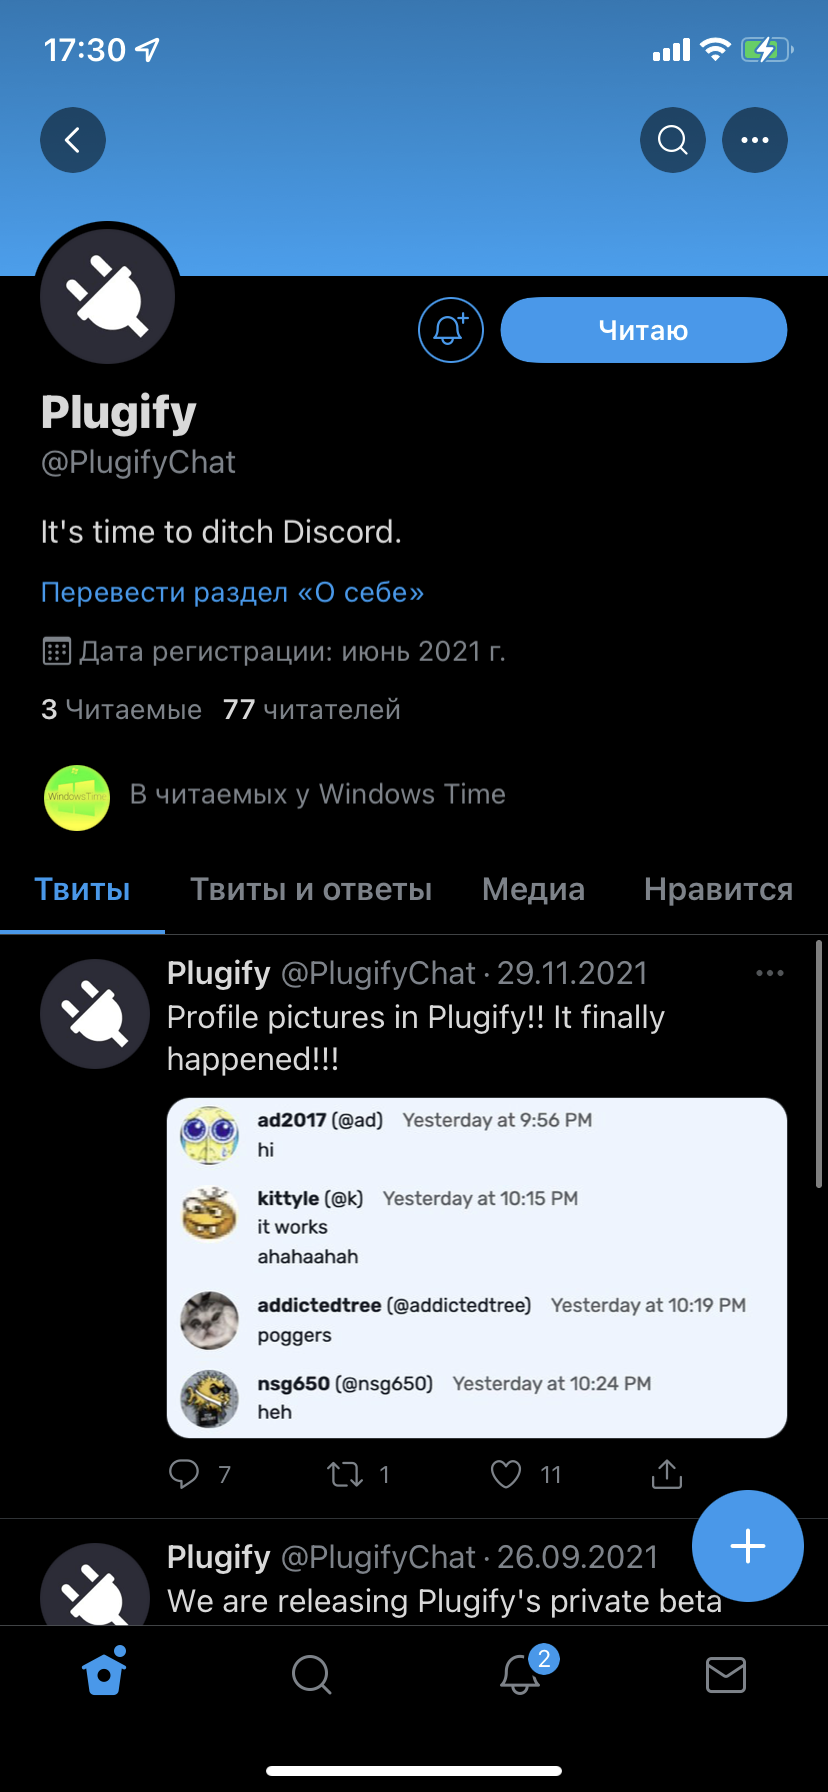 17:30
Читаю
Plugify
@PlugifyChat
It's time to ditch Discord.
Перевести раздел «О себе»
Дата регистрации: июнь 2021 г.
3 Читаемые 77 читателей
WindowsTime
В читаемых у Windows Time
Твиты Твиты и ответы Медиа Нравится
Plugify @PlugifyChat · 29.11.2021
Profile pictures in Plugify!! It finally
happened!!!
ad2017 (@ad) Yesterday at 9:56 PM
hi
kittyle (@k) Yesterday at 10:15 PM
it works
ahahaahah
addictedtree (@addictedtree) Yesterday at 10:19 PM
poggers
nsg650 (@nsg650) Yesterday at 10:24 PM
heh
7 1 11
Plugify @PlugifyChat · 26.09.2021
We are releasing Plugify's private beta
2